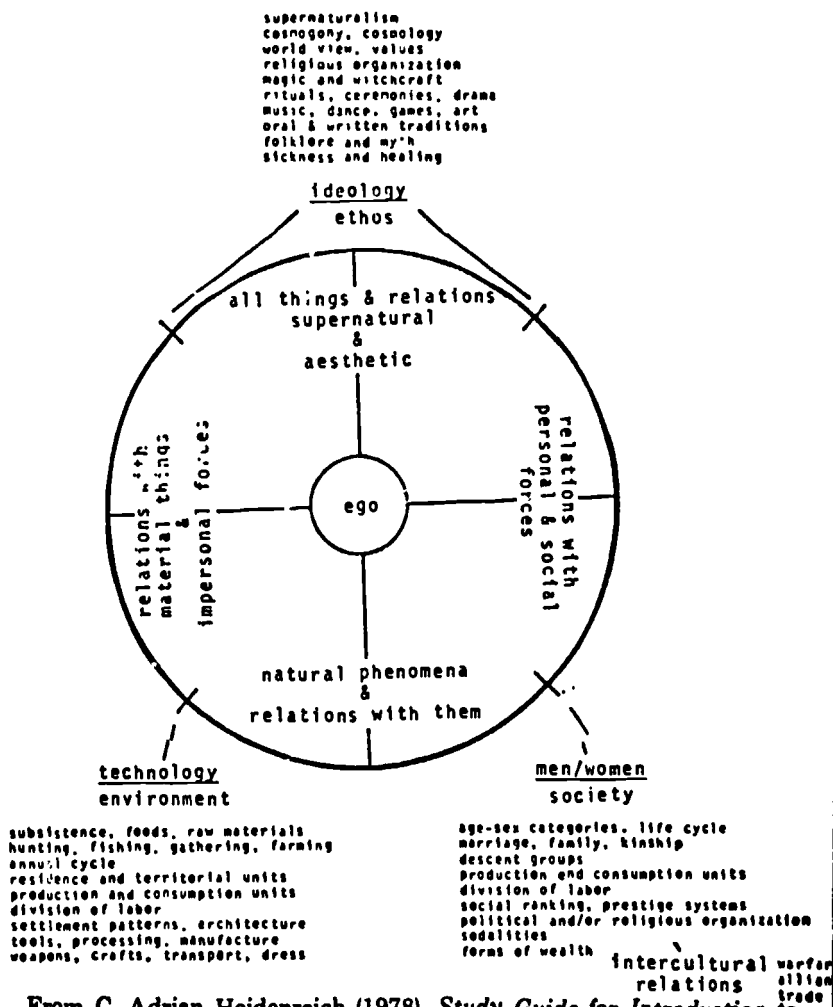 supernaturalism
cosmogony, cosmology
world view, values
religious organization
magic and witchcraft
rituals, ceremonies, drama
music, dance, games, art
oral & written traditions
folklore and myth
sickness and healing
ideology
ethos
all things & relations
supernatural
&
aesthetic
relations with
material things
&
impersonal forces
ego
relations with
personal & social
forces
natural phenomena
&
relations with them
technology
environment
men/women
society
subsistence, foods, raw materials
hunting, fishing, gathering, farming
annual cycle
residence and territorial units
production and consumption units
division of labor
settlement patterns, architecture
tools, processing, manufacture
weapons, crafts, transport, dress
age-sex categories, life cycle
marriage, family, kinship
descent groups
production and consumption units
division of labor
social ranking, prestige systems
political and/or religious organization
sodalities
forms of wealth
intercultural
relations
trade
From C. Adrian Heidenreich (1978). Study Guide for Introduction to